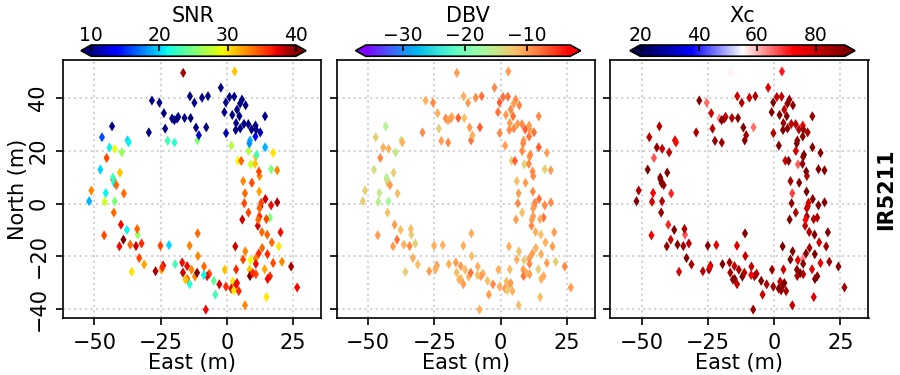 SNR DBV Xc
10 20 30 40 −30 −20 −10 20 40 60 80
40
20
0
−20
−40
North (m)
−50 −25 0 25 −50 −25 0 25 −50 −25 0 25
East (m) East (m) East (m)
IR5211